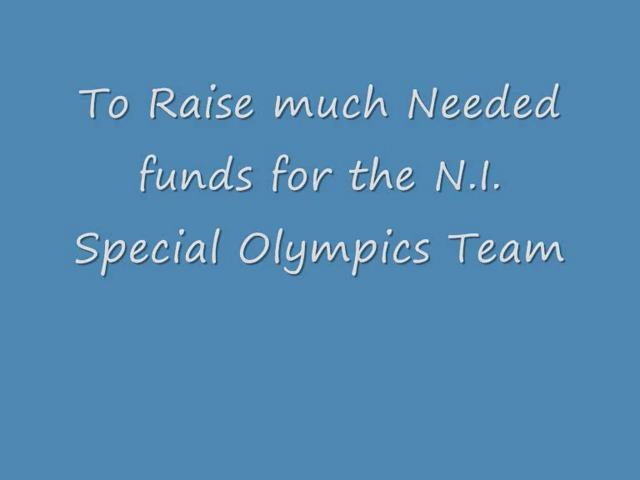 To Raise much Needed
funds for the N.I.
Special Olympics Team